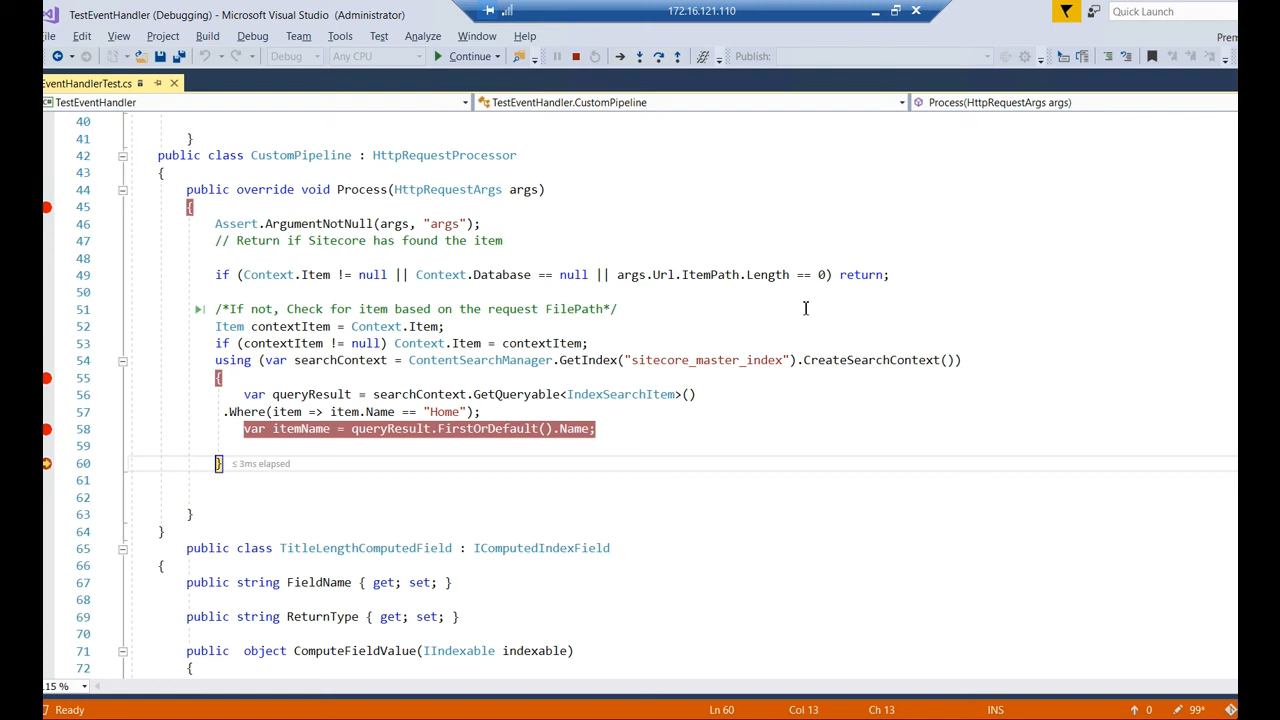 TestEventHandler (Debugging) - Microsoft Visual Studio (Administrator)
172.16.121.110
Quick Launch
File Edit View Project Build Debug Team Tools Test Analyze Window Help
Prem
Debug Any CPU Continue Publish:
EventHandlerTest.cs
TestEventHandler TestEventHandler.CustomPipeline Process(HttpRequestArgs args)
40
41 }
42 public class CustomPipeline : HttpRequestProcessor
43 {
44 public override void Process(HttpRequestArgs args)
45 {
46 Assert.ArgumentNotNull(args, "args");
47 // Return if Sitecore has found the item
48
49 if (Context.Item != null || Context.Database == null || args.Url.ItemPath.Length == 0) return;
50
51 /*If not, Check for item based on the request FilePath*/
52 Item contextItem = Context.Item;
53 if (contextItem != null) Context.Item = contextItem;
54 using (var searchContext = ContentSearchManager.GetIndex("sitecore_master_index").CreateSearchContext())
55 {
56 var queryResult = searchContext.GetQueryable<IndexSearchItem>()
57 .Where(item => item.Name == "Home");
58 var itemName = queryResult.FirstOrDefault().Name;
59
60 } ≤ 3ms elapsed
61
62
63 }
64 }
65 public class TitleLengthComputedField : IComputedIndexField
66 {
67 public string FieldName { get; set; }
68
69 public string ReturnType { get; set; }
70
71 public object ComputeFieldValue(IIndexable indexable)
72 {
15 %
Ready Ln 60 Col 13 Ch 13 INS 0 99*